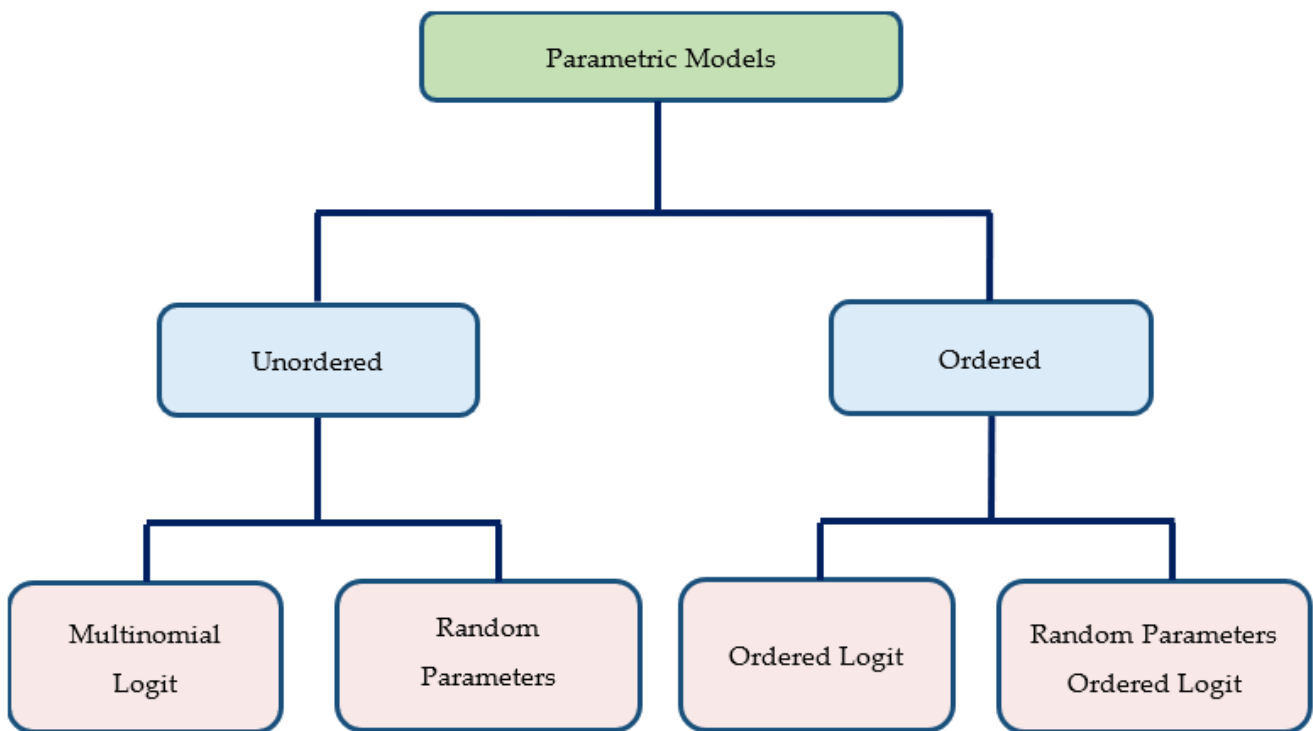 Parametric Models
Unordered
Ordered
Multinomial
Logit
Random
Parameters
Ordered Logit
Random Parameters
Ordered Logit